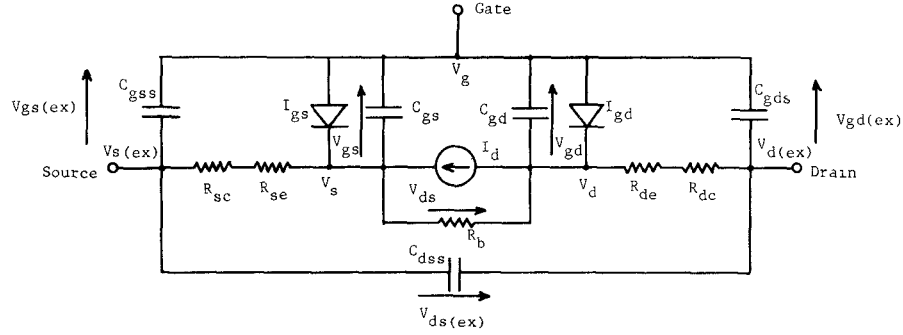 Gate
Vg
Cgss
Igs
Cgs
Cgd
Igd
Cgds
Vgs(ex)
Vgs
Vgd
Vgd(ex)
Vs(ex)
Id
Vd(ex)
Source
Drain
Rsc
Rse
Vs
Vds
Vd
Rde
Rdc
Rb
Cdss
Vds(ex)